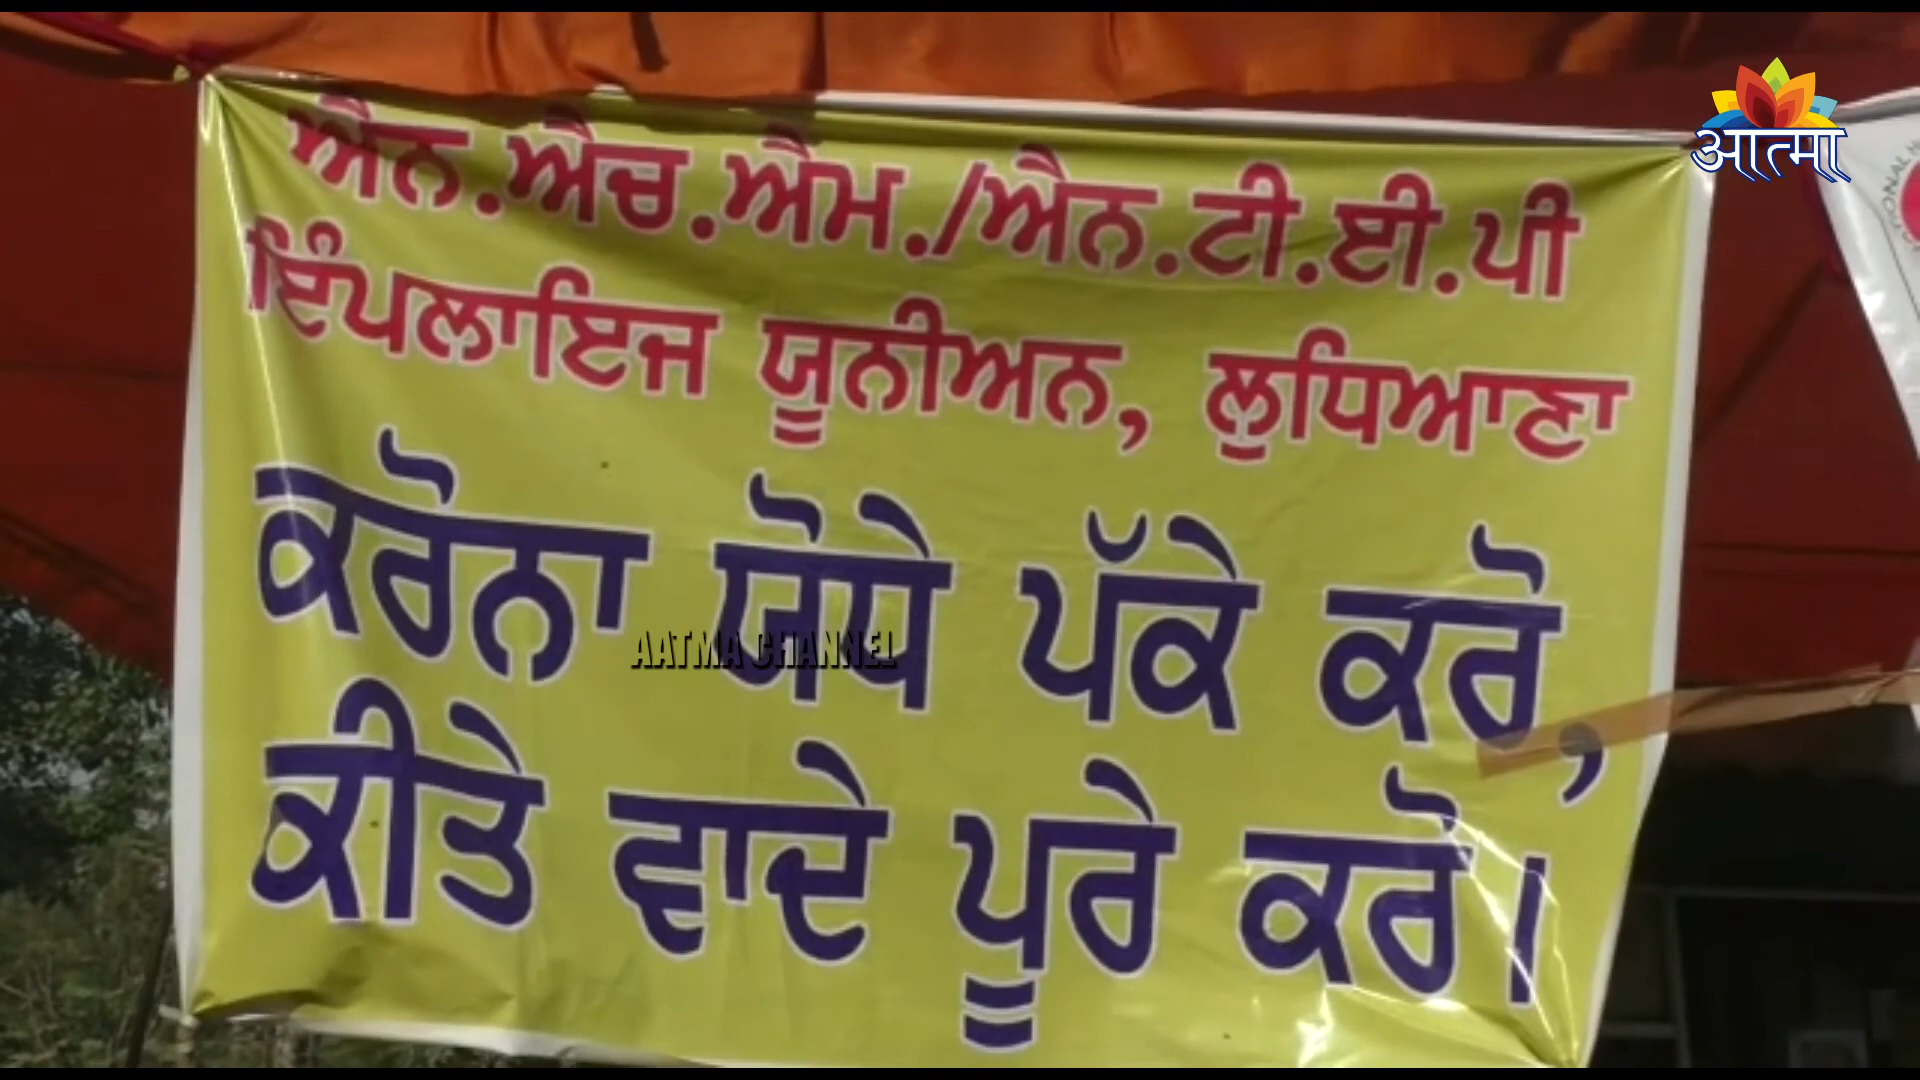 ਐਨ.ਐਚ.ਐਮ./ਐਨ.ਟੀ.ਈ.ਪੀ
ਇੰਪਲਾਇਜ ਯੂਨੀਅਨ, ਲੁਧਿਆਣਾ
ਕਰੋਨਾ ਯੋਧੇ ਪੱਕੇ ਕਰੋ,
ਕੀਤੇ ਵਾਦੇ ਪੂਰੇ ਕਰੋ।
AATMA CHANNEL
आत्मा